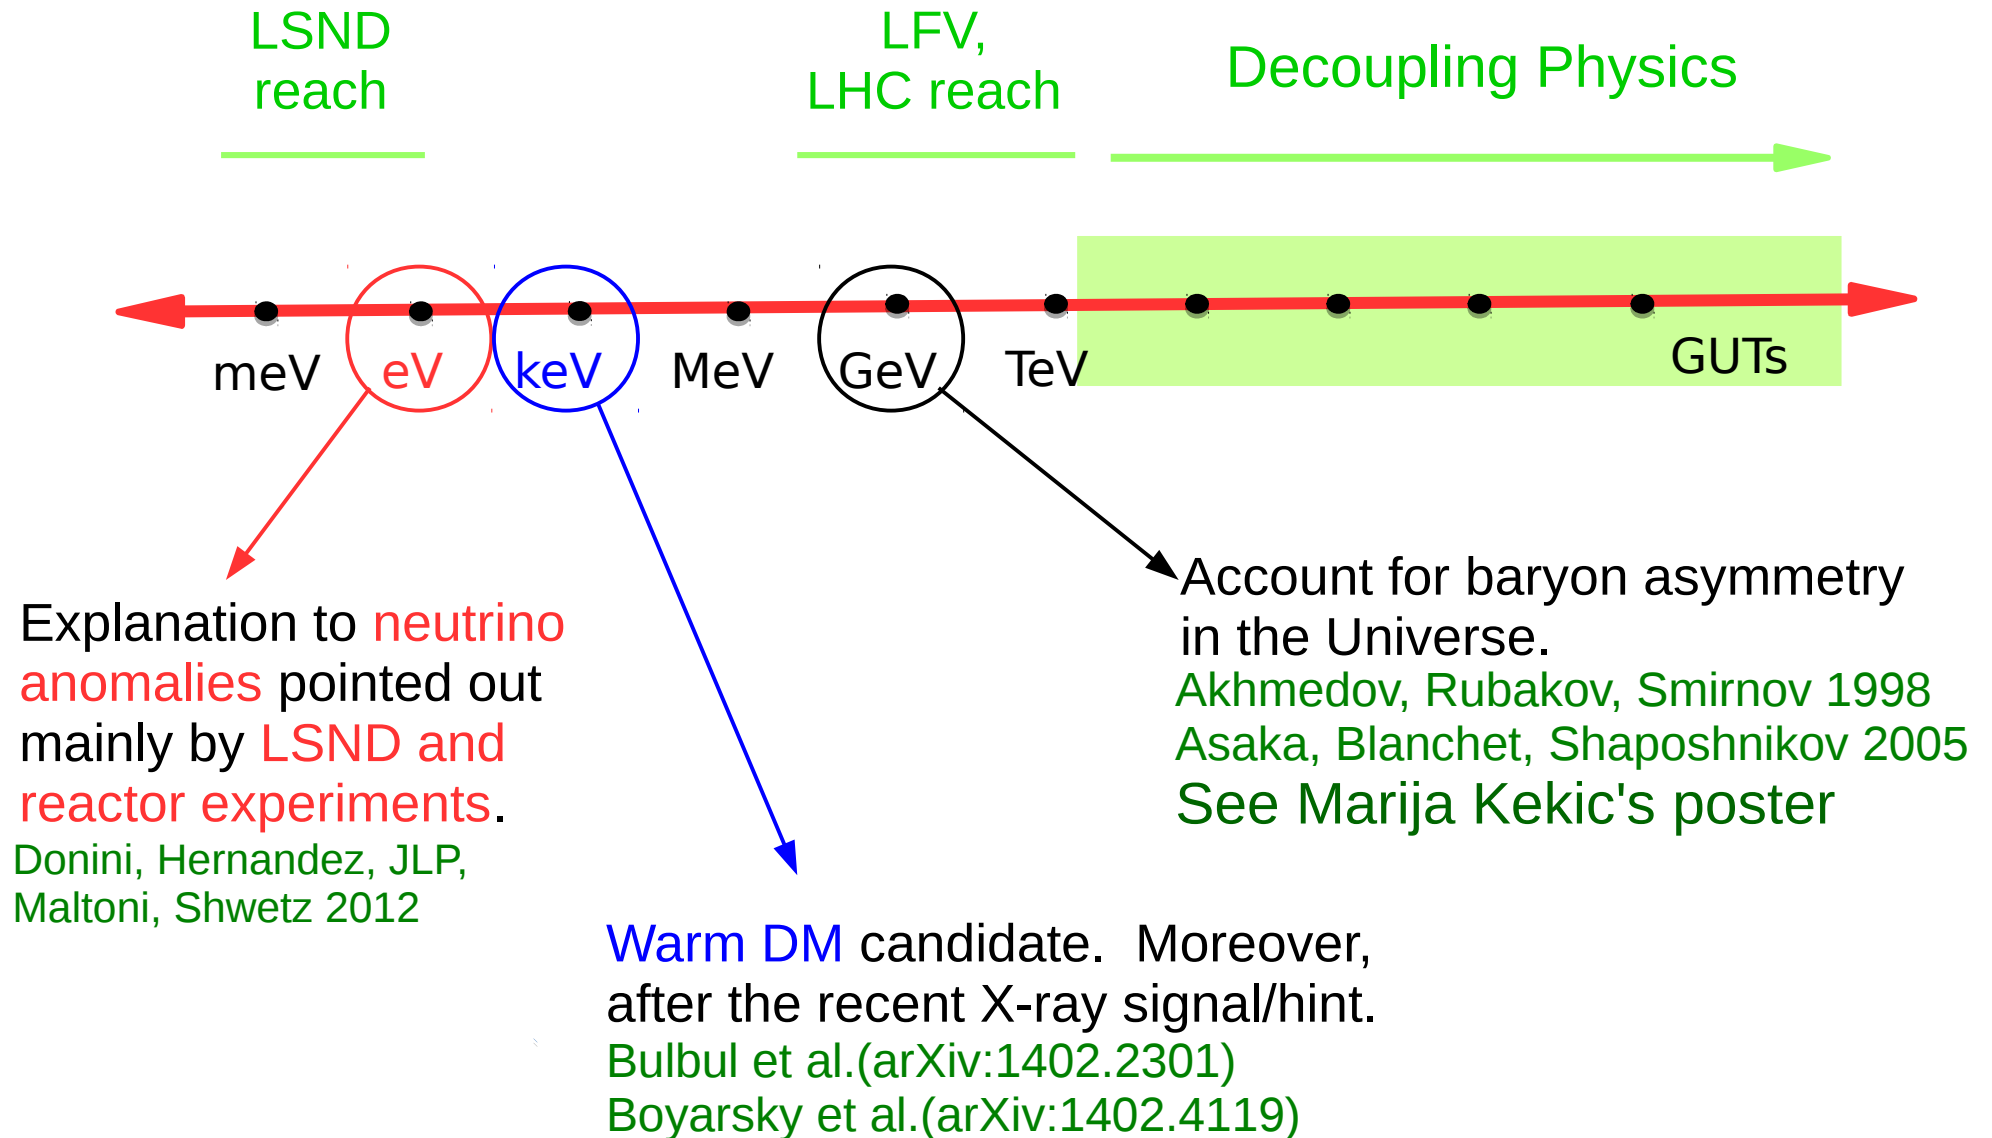 LSND
reach
LFV,
LHC reach
Decoupling Physics
meV
eV
keV
MeV
GeV
TeV
GUTs
Explanation to neutrino
anomalies pointed out
mainly by LSND and
reactor experiments.
Donini, Hernandez, JLP,
Maltoni, Shwetz 2012
Account for baryon asymmetry
in the Universe.
Akhmedov, Rubakov, Smirnov 1998
Asaka, Blanchet, Shaposhnikov 2005
See Marija Kekic's poster
Warm DM candidate. Moreover,
after the recent X-ray signal/hint.
Bulbul et al.(arXiv:1402.2301)
Boyarsky et al.(arXiv:1402.4119)